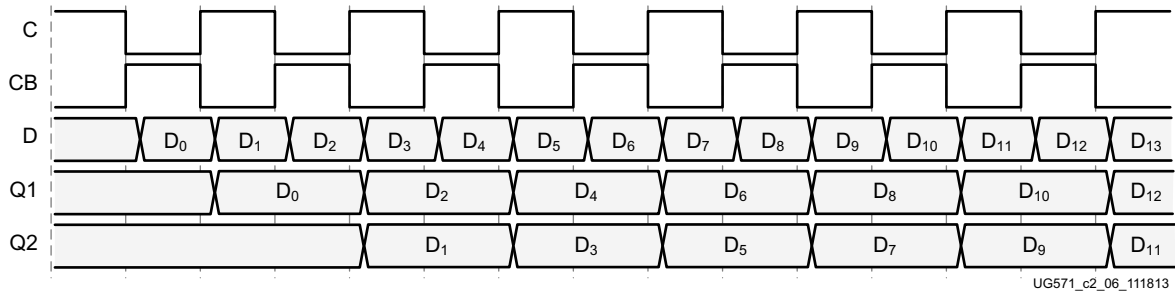 C
CB
D D₀ D₁ D₂ D₃ D₄ D₅ D₆ D₇ D₈ D₉ D₁₀ D₁₁ D₁₂ D₁₃
Q1 D₀ D₂ D₄ D₆ D₈ D₁₀ D₁₂
Q2 D₁ D₃ D₅ D₇ D₉ D₁₁
UG571_c2_06_111813